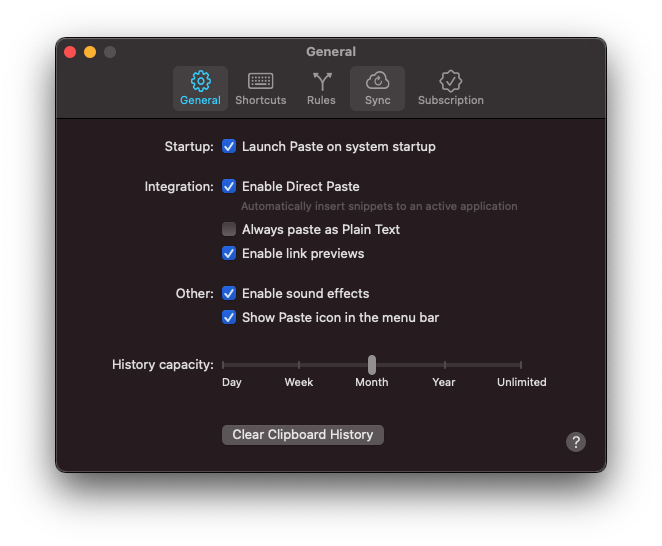 General
General Shortcuts Rules Sync Subscription
Startup: Launch Paste on system startup
Integration: Enable Direct Paste
Automatically insert snippets to an active application
Always paste as Plain Text
Enable link previews
Other: Enable sound effects
Show Paste icon in the menu bar
History capacity:
Day Week Month Year Unlimited
Clear Clipboard History
?